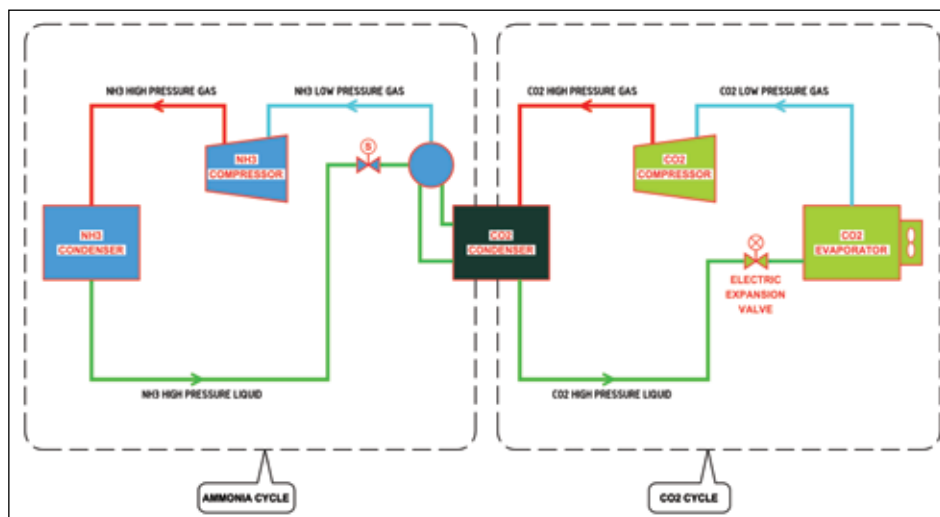 NH3 HIGH PRESSURE GAS
NH3 LOW PRESSURE GAS
CO2 HIGH PRESSURE GAS
CO2 LOW PRESSURE GAS
S
NH3
COMPRESSOR
CO2
COMPRESSOR
NH3
CONDENSER
CO2
CONDENSER
CO2
EVAPORATOR
ELECTRIC
EXPANSION
VALVE
NH3 HIGH PRESSURE LIQUID
CO2 HIGH PRESSURE LIQUID
AMMONIA CYCLE
CO2 CYCLE